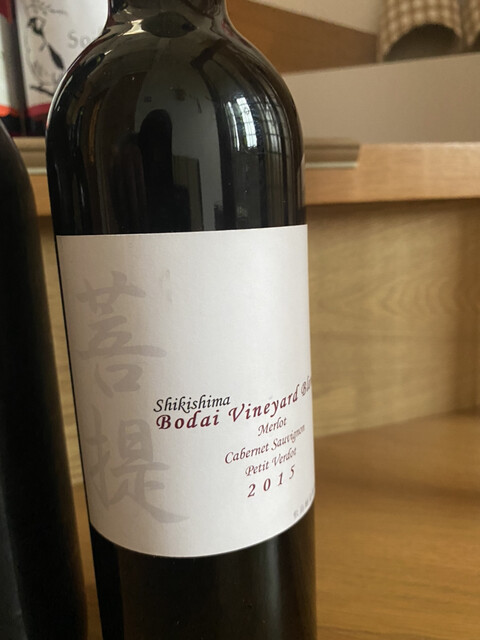 菩提
Shikishima
Bodai Vineyard
Merlot
Cabernet Sauvignon
Petit Verdot
2015